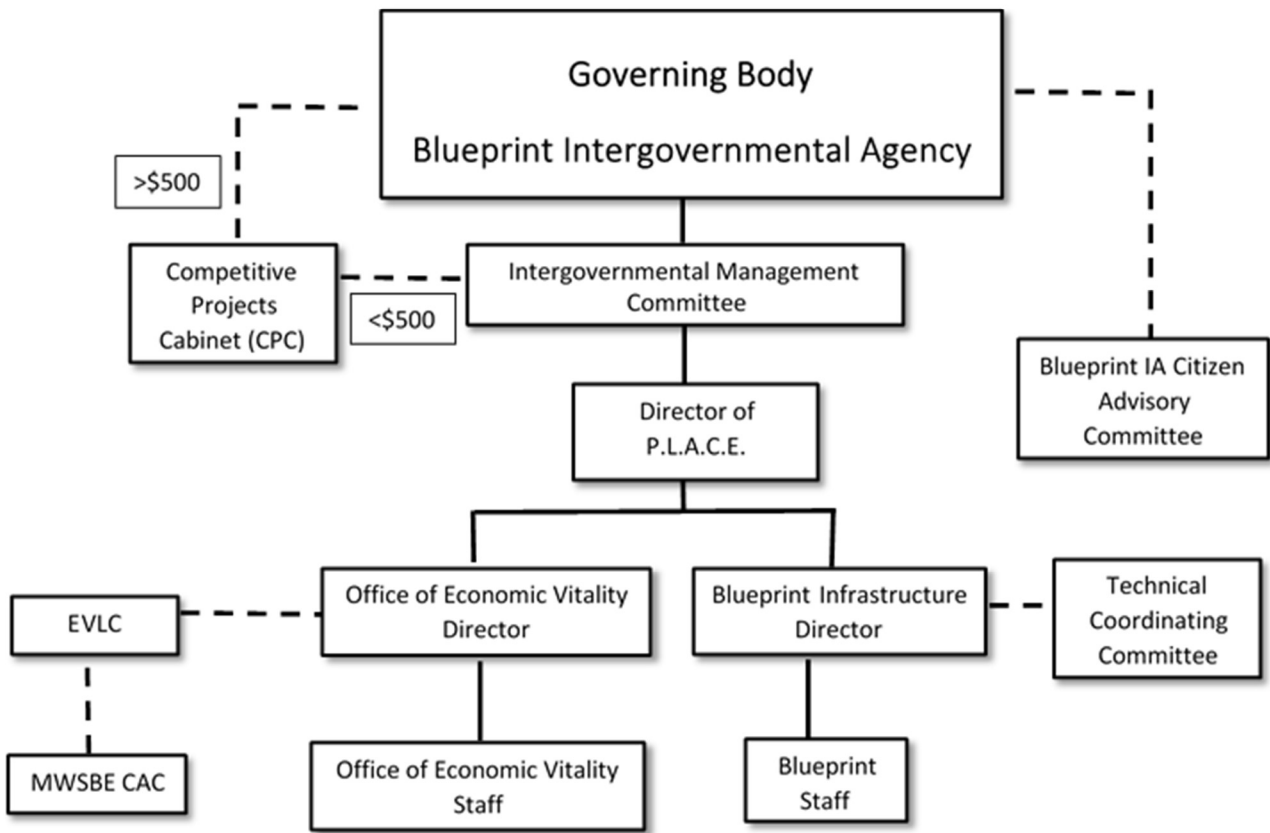 Governing Body
Blueprint Intergovernmental Agency
>$500
Competitive
Projects
Cabinet (CPC)
<$500
Intergovernmental Management
Committee
Blueprint IA Citizen
Advisory
Committee
Director of
P.L.A.C.E.
EVLC
Office of Economic Vitality
Director
Blueprint Infrastructure
Director
Technical
Coordinating
Committee
MWSBE CAC
Office of Economic Vitality
Staff
Blueprint
Staff